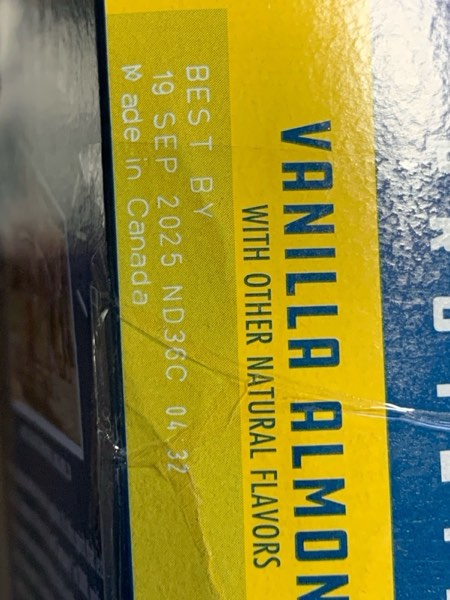 BEST BY
19 SEP 2025 ND36C 04 32
Made in Canada
VANILLA ALMON
WITH OTHER NATURAL FLAVORS